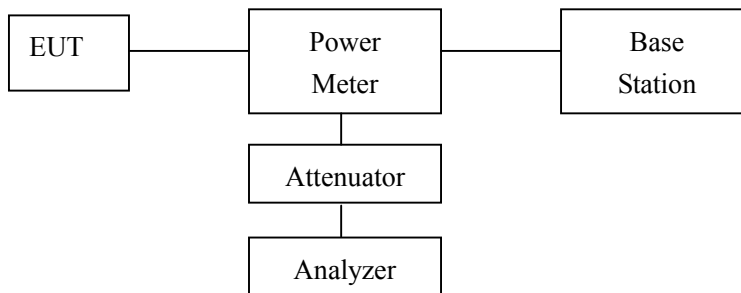 EUT
Power
Meter
Base
Station
Attenuator
Analyzer